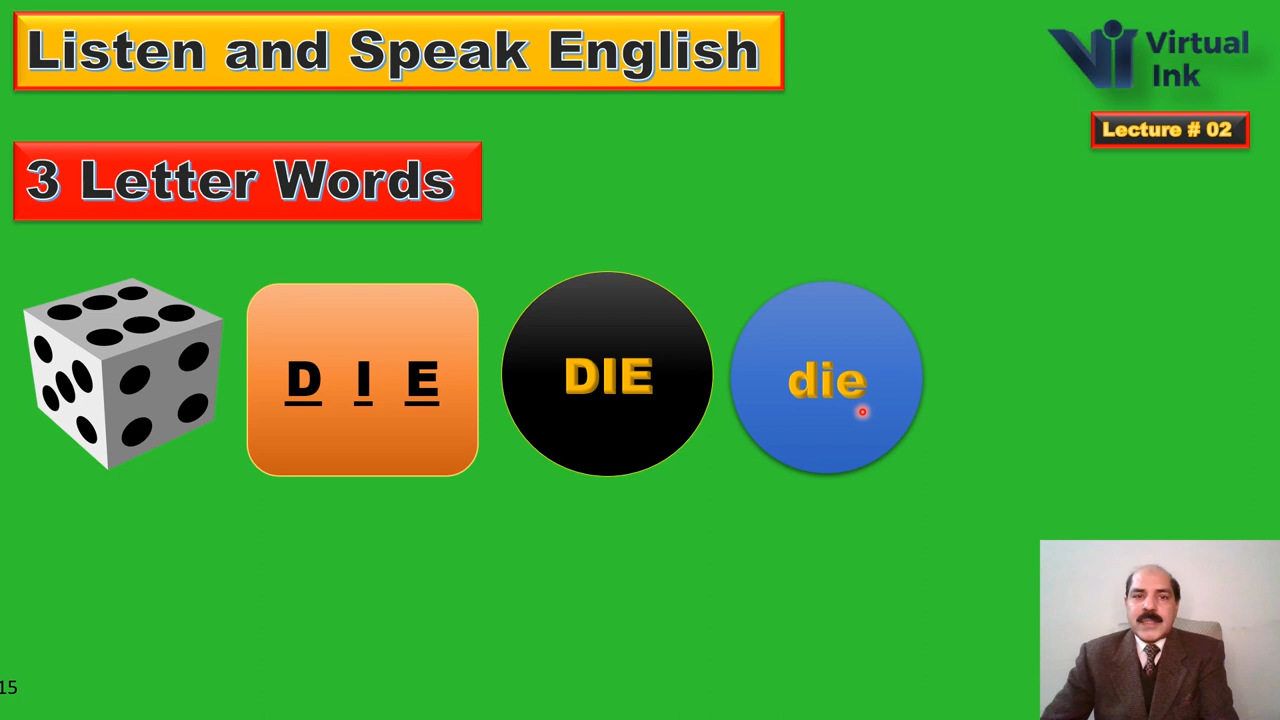 Listen and Speak English
Virtual
Ink
Lecture # 02
3 Letter Words
D I E
DIE
die
15